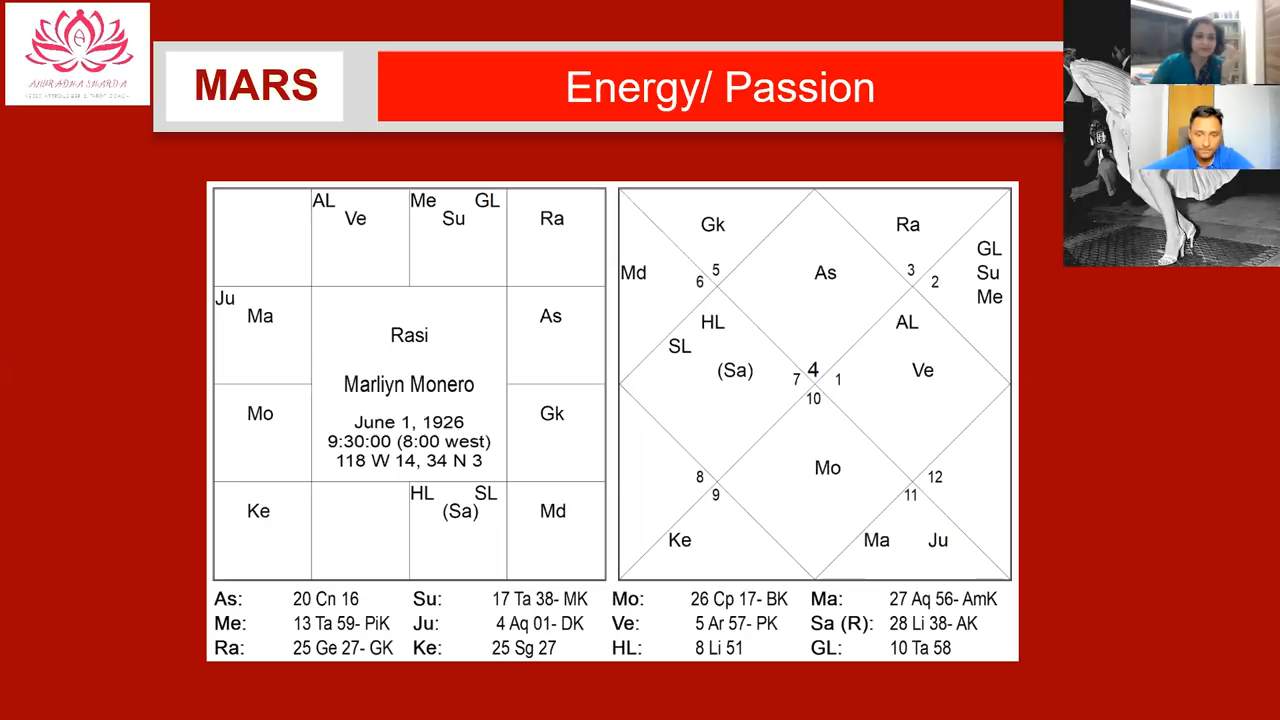 ANURADHA SHARDA
MARS
Energy/ Passion
AL
Me
GL
Ve
Su
Ra
Ju
Ma
As
Rasi
Marliyn Monero
June 1, 1926
9:30:00 (8:00 west)
118 W 14, 34 N 3
Mo
Gk
HL
SL
Ke
(Sa)
Md
Gk
Ra
GL
Md
5
As
3
Su
6
2
Me
HL
AL
SL
(Sa)
7
4
1
Ve
10
8
Mo
12
9
11
Ke
Ma
Ju
As: 20 Cn 16 Su: 17 Ta 38- MK Mo: 26 Cp 17- BK Ma: 27 Aq 56- AmK
Me: 13 Ta 59- PiK Ju: 4 Aq 01- DK Ve: 5 Ar 57- PK Sa (R): 28 Li 38- AK
Ra: 25 Ge 27- GK Ke: 25 Sg 27 HL: 8 Li 51 GL: 10 Ta 58